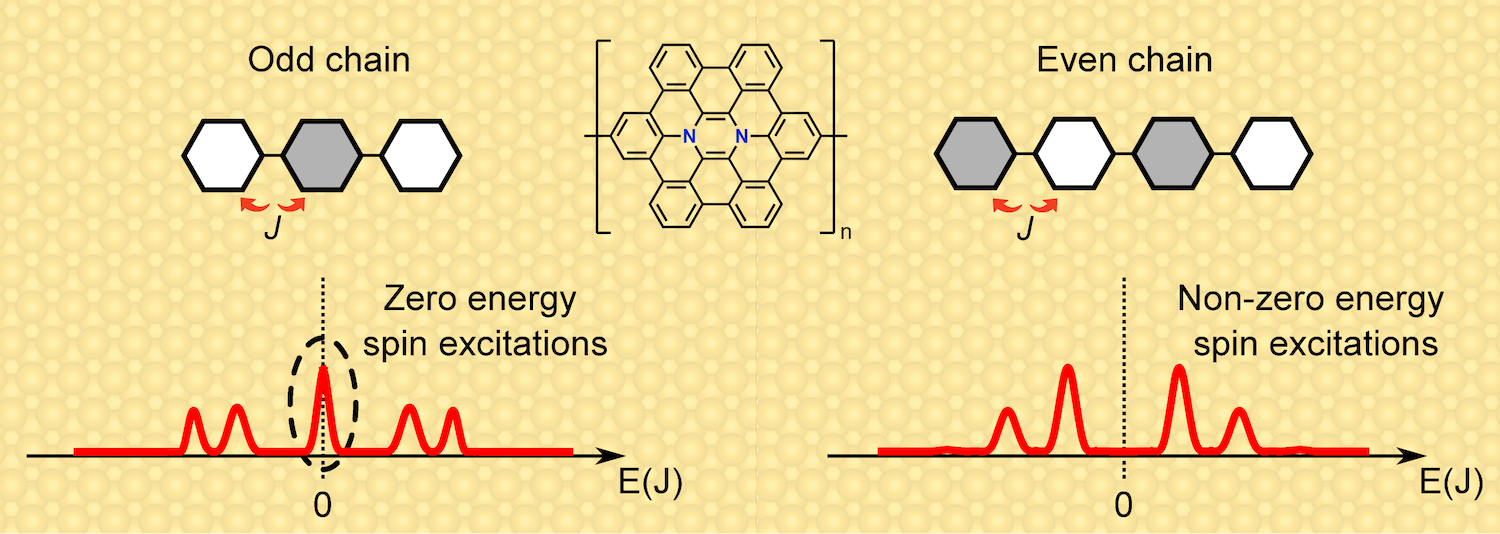 Odd chain
J
Zero energy
spin excitations
0
E(J)
N N
n
Even chain
J
Non-zero energy
spin excitations
0
E(J)